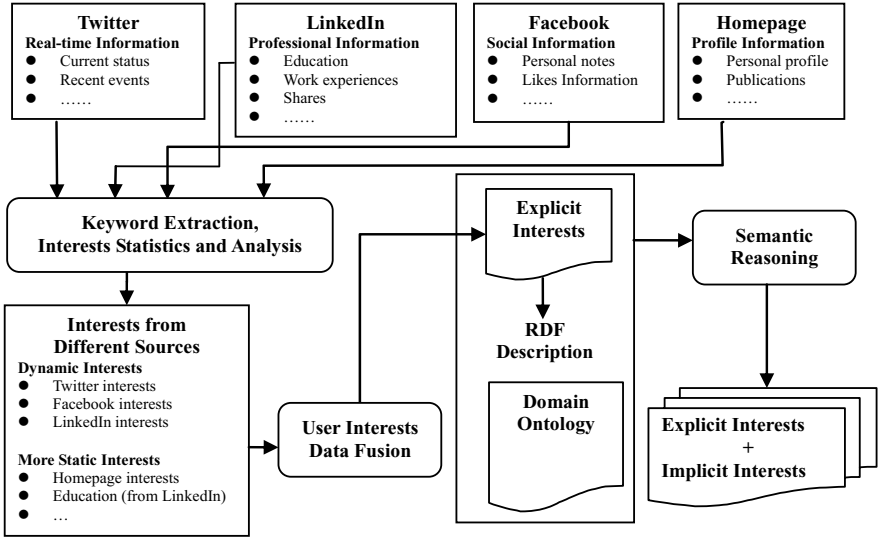 Twitter
Real-time Information
● Current status
● Recent events
● ……
LinkedIn
Professional Information
● Education
● Work experiences
● Shares
● ……
Facebook
Social Information
● Personal notes
● Likes Information
● ……
Homepage
Profile Information
● Personal profile
● Publications
● ……
Keyword Extraction,
Interests Statistics and Analysis
Interests from
Different Sources
Dynamic Interests
● Twitter interests
● Facebook interests
● LinkedIn interests
More Static Interests
● Homepage interests
● Education (from LinkedIn)
● …
User Interests
Data Fusion
Explicit
Interests
RDF
Description
Domain
Ontology
Semantic
Reasoning
Explicit Interests
+
Implicit Interests